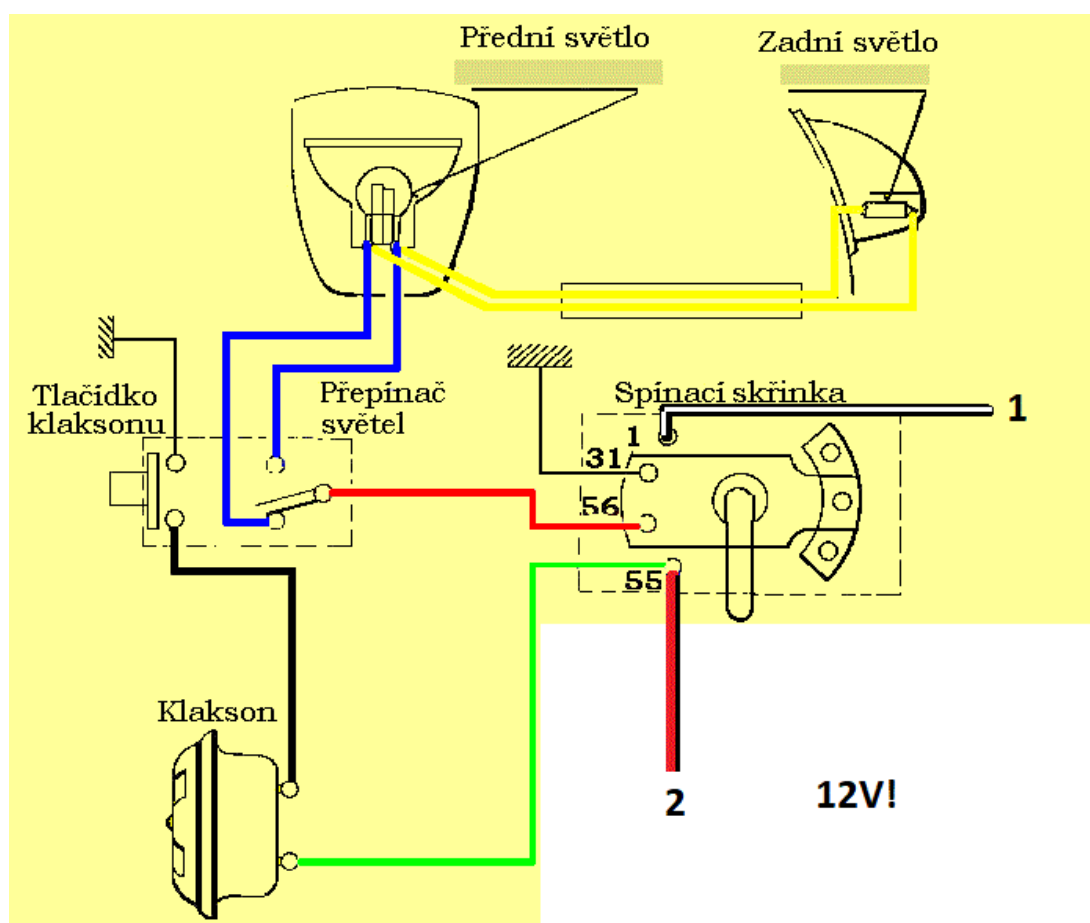 Přední světlo
Zadní světlo
Tlačídko
klaksonu
Přepínač
světel
Spínací skřínka
1
1
31
56
55
Klakson
2
12V!